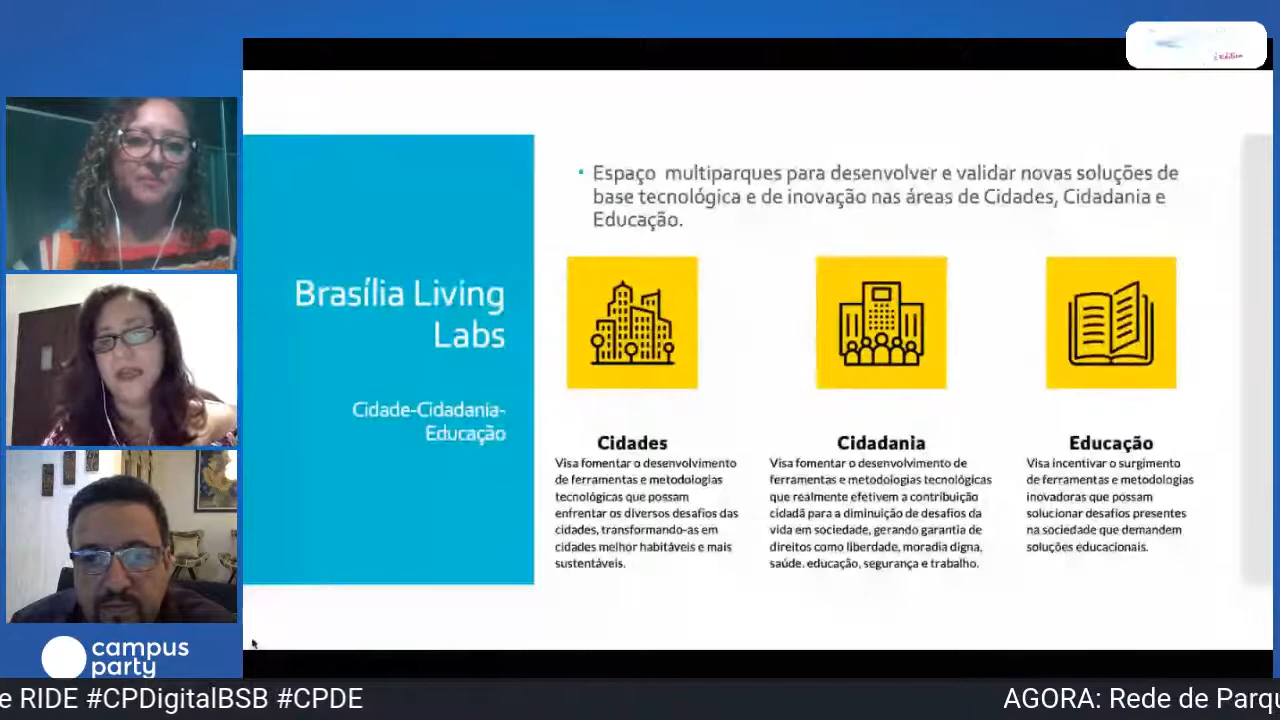 Edition
Espaço multiparques para desenvolver e validar novas soluções de
base tecnológica e de inovação nas áreas de Cidades, Cidadania e
Educação.
Brasília Living
Labs
Cidade-Cidadania-
Educação
Cidades
Visa fomentar o desenvolvimento
de ferramentas e metodologias
tecnológicas que possam
enfrentar os diversos desafios das
cidades, transformando-as em
cidades melhor habitáveis e mais
sustentáveis.
Cidadania
Visa fomentar o desenvolvimento de
ferramentas e metodologias tecnológicas
que realmente efetivem a contribuição
cidadã para a diminuição de desafios da
vida em sociedade, gerando garantia de
direitos como liberdade, moradia digna,
saúde. educação, segurança e trabalho.
Educação
Visa incentivar o surgimento
de ferramentas e metodologias
inovadoras que possam
solucionar desafios presentes
na sociedade que demandem
soluções educacionais.
campus
party
e RIDE #CPDigitalBSB #CPDE
AGORA: Rede de Parqu